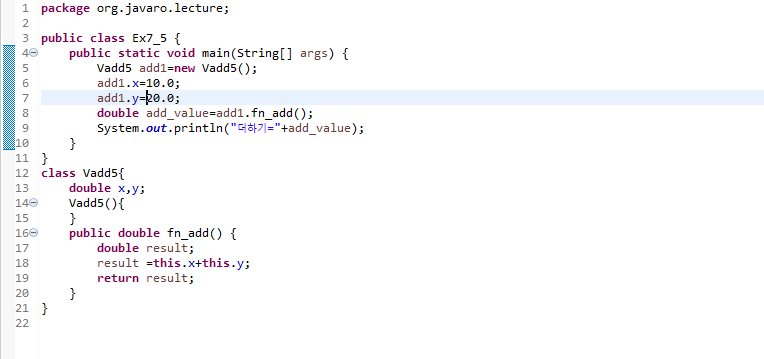 1 package org.javaro.lecture;
2
3 public class Ex7_5 {
4 public static void main(String[] args) {
5 Vadd5 add1=new Vadd5();
6 add1.x=10.0;
7 add1.y=20.0;
8 double add_value=add1.fn_add();
9 System.out.println("더하기="+add_value);
10 }
11 }
12 class Vadd5{
13 double x,y;
14 Vadd5(){
15 }
16 public double fn_add() {
17 double result;
18 result =this.x+this.y;
19 return result;
20 }
21 }
22